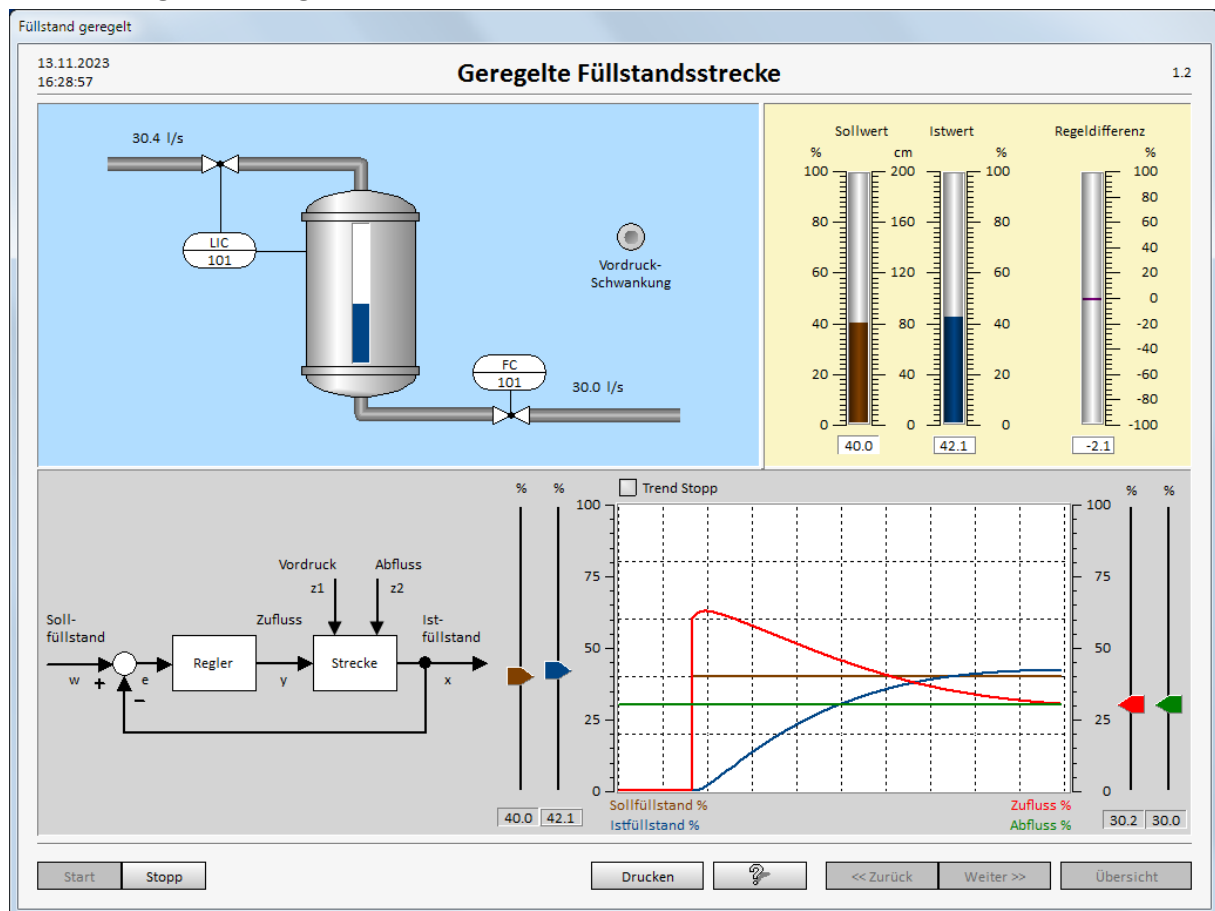 Füllstand geregelt
13.11.2023
16:28:57
Geregelte Füllstandsstrecke
1.2
30.4 l/s
LIC
101
Vordruck-
Schwankung
FC
101
30.0 l/s
Sollwert Istwert Regeldifferenz
% cm % %
100 200 100 100
80
80 160 80 60
40
60 120 60 20
0
40 80 40 -20
-40
20 40 20 -60
-80
0 0 0 -100
40.0 42.1 -2.1
Vordruck Abfluss
z1 z2
Soll-
füllstand
Zufluss
Ist-
füllstand
Regler Strecke
w + e y x
−
% % Trend Stopp % %
100 100
75 75
50 50
25 25
0 0
Sollfüllstand % Zufluss %
Istfüllstand % Abfluss %
40.0 42.1 30.2 30.0
Start Stopp Drucken ? << Zurück Weiter >> Übersicht